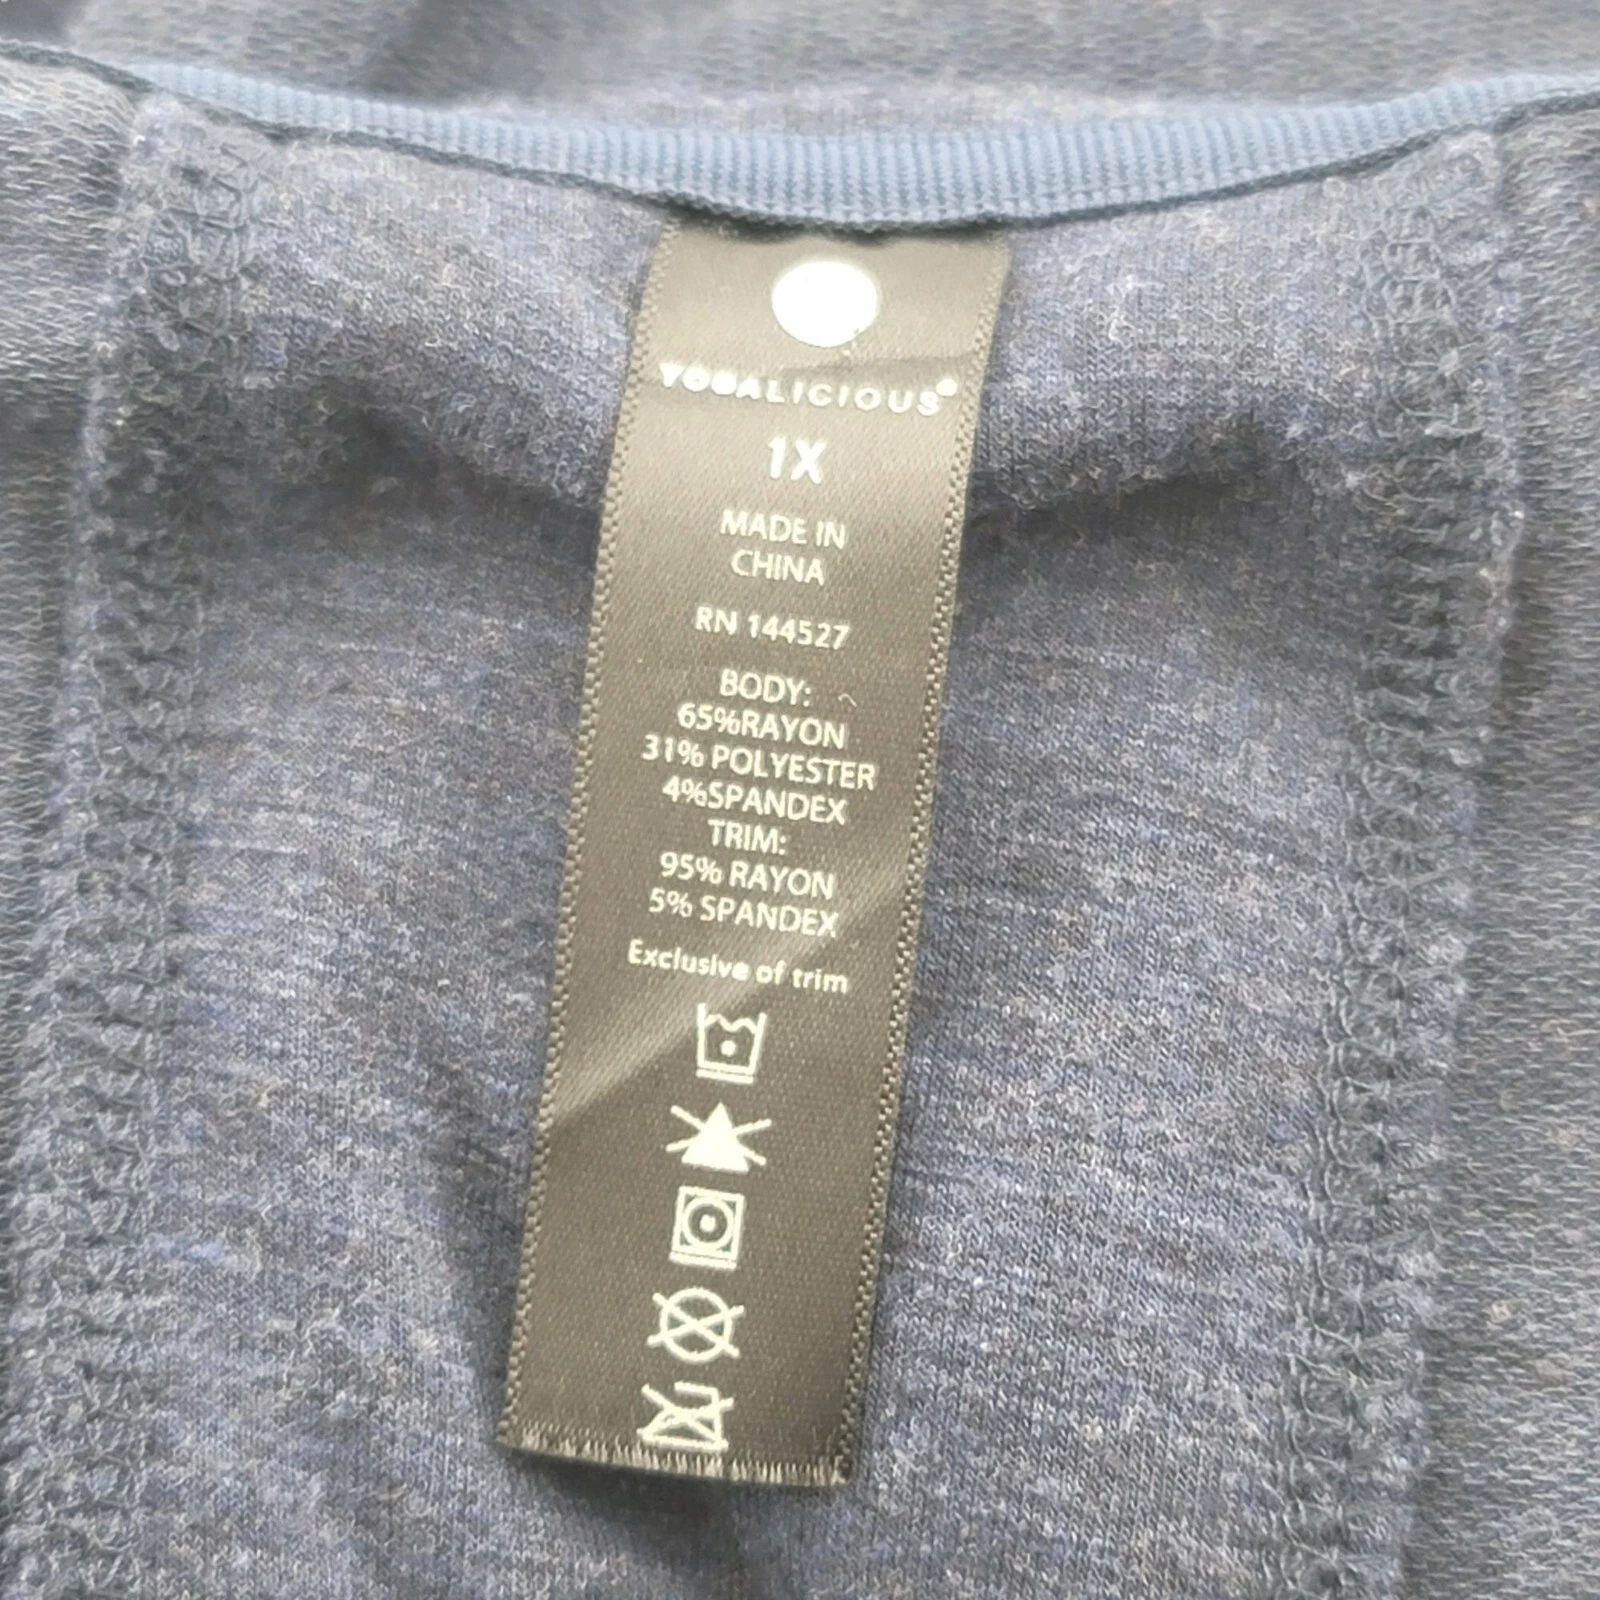 YOGALICIOUS®
1X
MADE IN
CHINA
RN 144527
BODY:
65%RAYON
31% POLYESTER
4%SPANDEX
TRIM:
95% RAYON
5% SPANDEX
Exclusive of trim